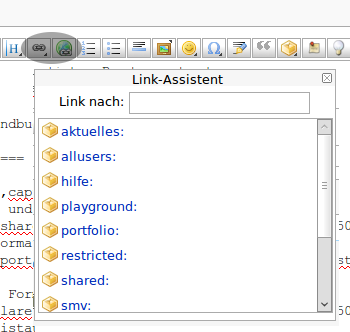 H
Link-Assistent
Link nach:
ndbu
aktuelles:
===
allusers:
hilfe:
,cap
playground:
und
shar
50
portfolio:
orma
restricted:
port
st
shared:
For
smv:
lare
50
istau